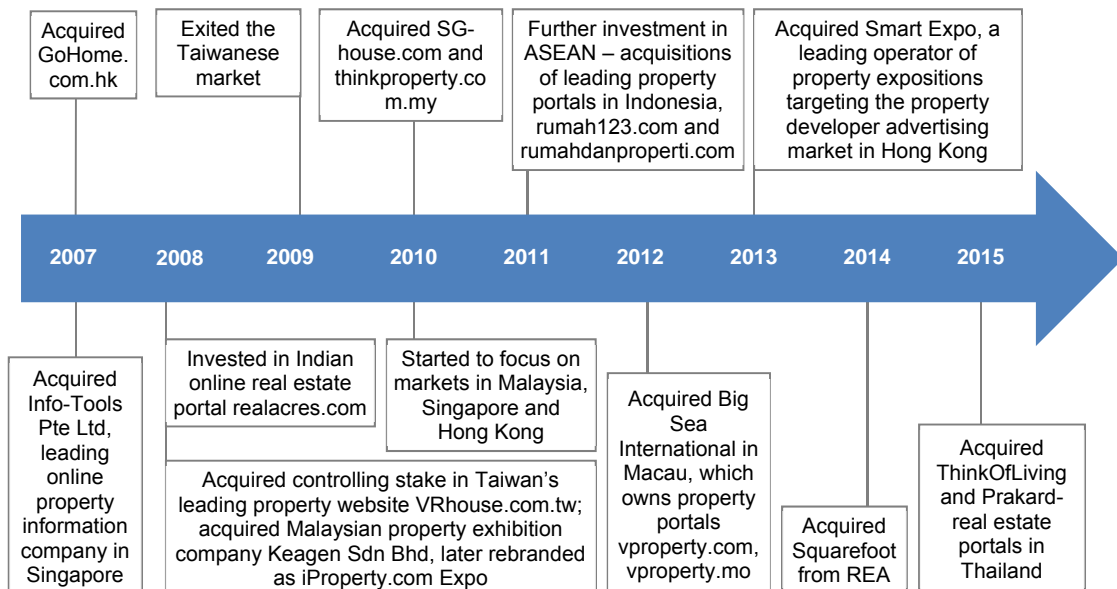 Acquired
GoHome.
com.hk
Exited the
Taiwanese
market
Acquired SG-
house.com and
thinkproperty.co
m.my
Further investment in
ASEAN – acquisitions
of leading property
portals in Indonesia,
rumah123.com and
rumahdanproperti.com
Acquired Smart Expo, a
leading operator of
property expositions
targeting the property
developer advertising
market in Hong Kong
2007 2008 2009 2010 2011 2012 2013 2014 2015
Acquired
Info-Tools
Pte Ltd,
leading
online
property
information
company in
Singapore
Invested in Indian
online real estate
portal realacres.com
Acquired controlling stake in Taiwan’s
leading property website VRhouse.com.tw;
acquired Malaysian property exhibition
company Keagen Sdn Bhd, later rebranded
as iProperty.com Expo
Started to focus on
markets in Malaysia,
Singapore and
Hong Kong
Acquired Big
Sea
International in
Macau, which
owns property
portals
vproperty.com,
vproperty.mo
Acquired
Squarefoot
from REA
Acquired
ThinkOfLiving
and Prakard-
real estate
portals in
Thailand